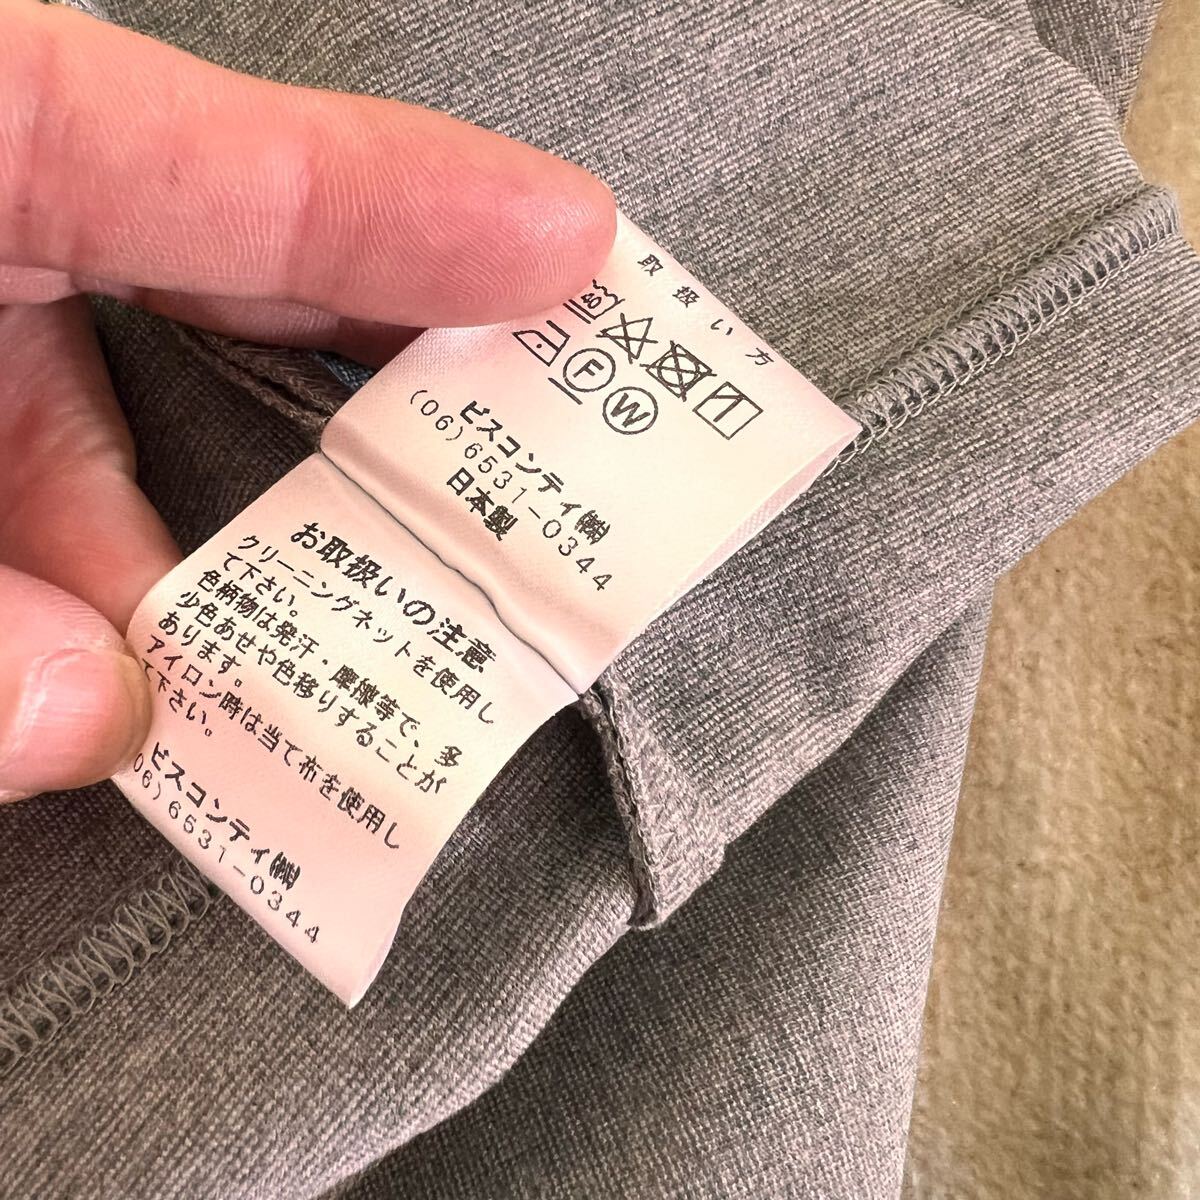 取扱い方
F W
ビスコンティ㈱
(06)6531-0344
日本製
お取扱いの注意
クリーニングネットを使用し
て下さい。
色柄物は発汗・摩擦等で、多
少色あせや色移りすることが
あります。
アイロン時は当て布を使用し
て下さい。
ビスコンティ㈱
06)6531-0344